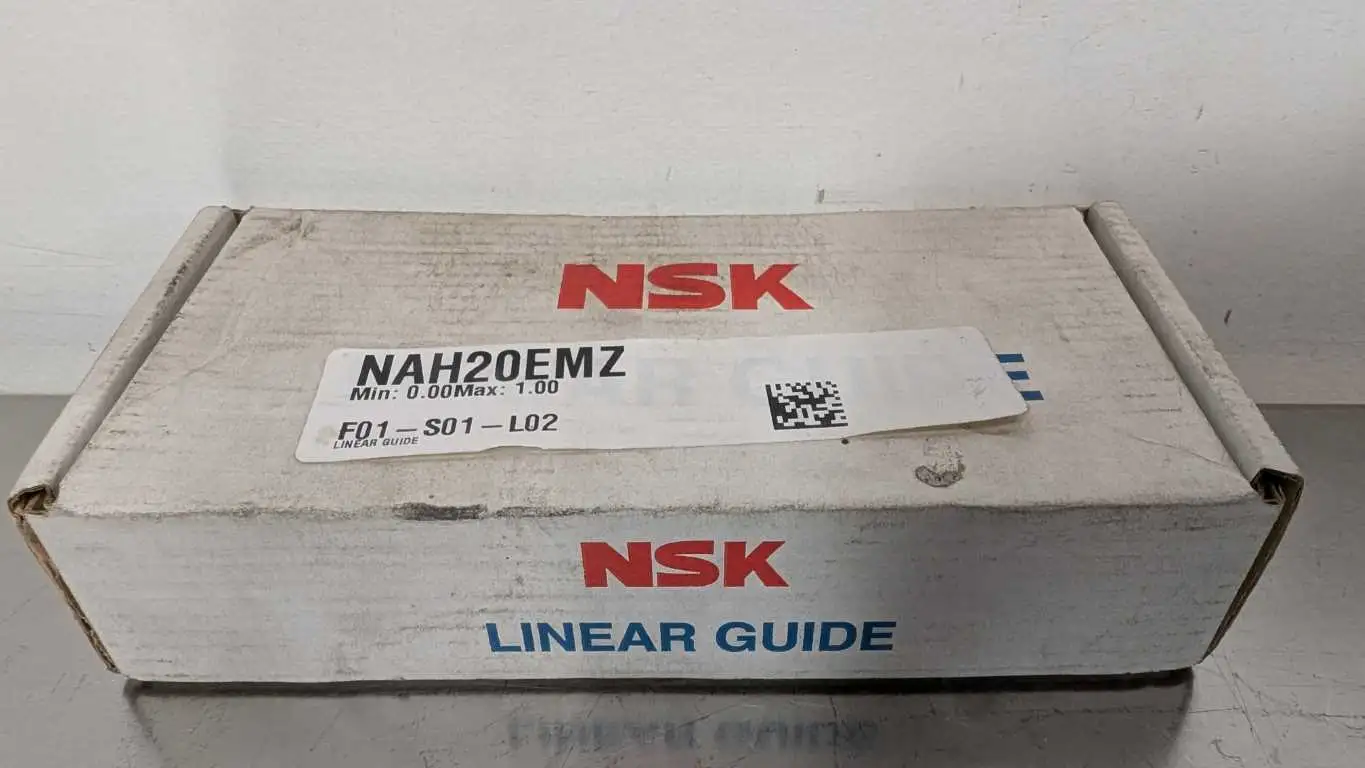 NSK
NAH20EMZ
Min: 0.00Max: 1.00
F01-S01-L02
LINEAR GUIDE
E
NSK
LINEAR GUIDE